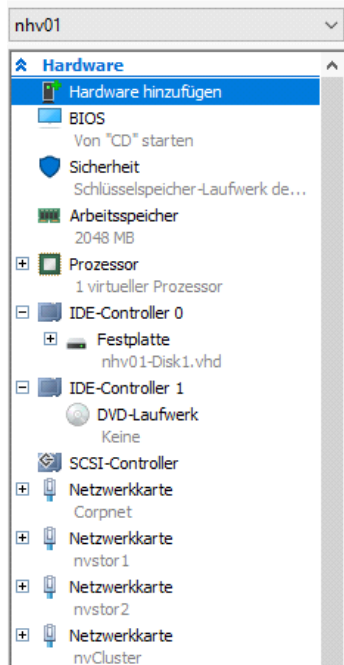 nhv01
Hardware
Hardware hinzufügen
BIOS
Von "CD" starten
Sicherheit
Schlüsselspeicher-Laufwerk de...
Arbeitsspeicher
2048 MB
Prozessor
1 virtueller Prozessor
IDE-Controller 0
Festplatte
nhv01-Disk1.vhd
IDE-Controller 1
DVD-Laufwerk
Keine
SCSI-Controller
Netzwerkkarte
Corpnet
Netzwerkkarte
nvstor1
Netzwerkkarte
nvstor2
Netzwerkkarte
nvCluster